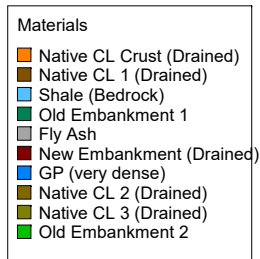 Materials
Native CL Crust (Drained)
Native CL 1 (Drained)
Shale (Bedrock)
Old Embankment 1
Fly Ash
New Embankment (Drained)
GP (very dense)
Native CL 2 (Drained)
Native CL 3 (Drained)
Old Embankment 2